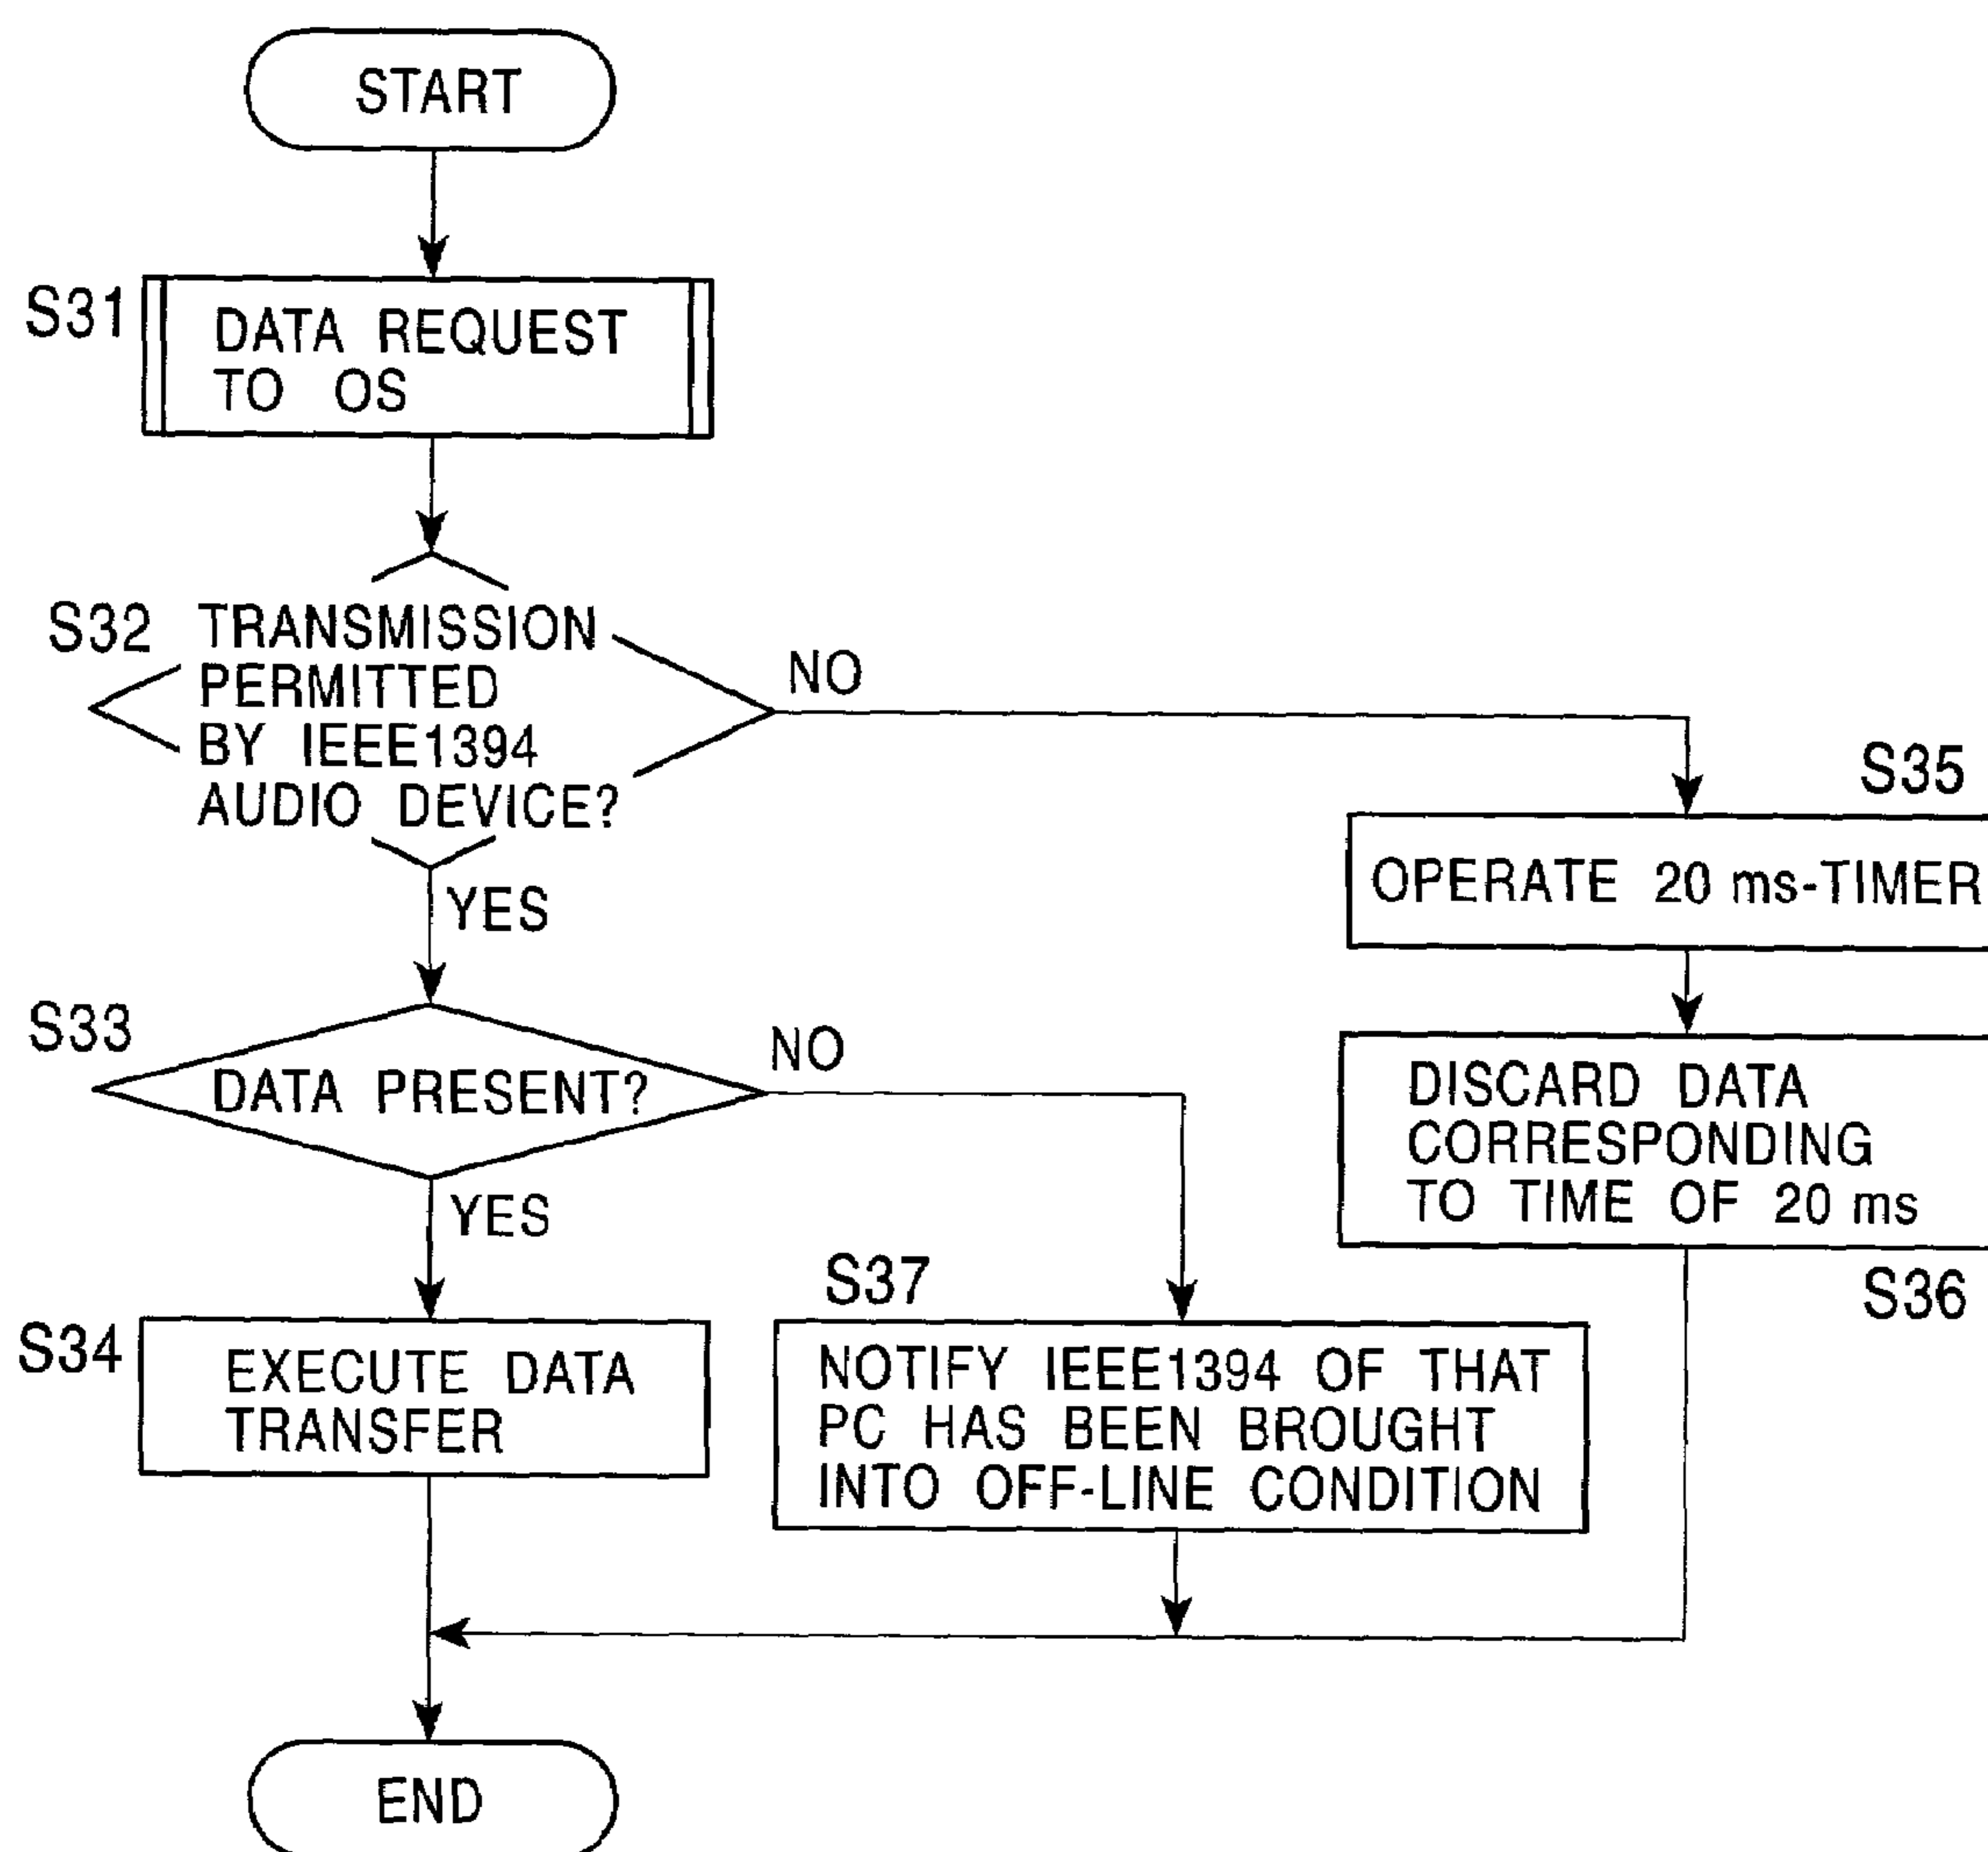 START
S31
DATA REQUEST
TO OS
S32
TRANSMISSION
PERMITTED
BY IEEE1394
AUDIO DEVICE?
NO
YES
S35
OPERATE 20 ms-TIMER
S33
DATA PRESENT?
NO
YES
DISCARD DATA
CORRESPONDING
TO TIME OF 20 ms
S36
S34
EXECUTE DATA
TRANSFER
S37
NOTIFY IEEE1394 OF THAT
PC HAS BEEN BROUGHT
INTO OFF-LINE CONDITION
END